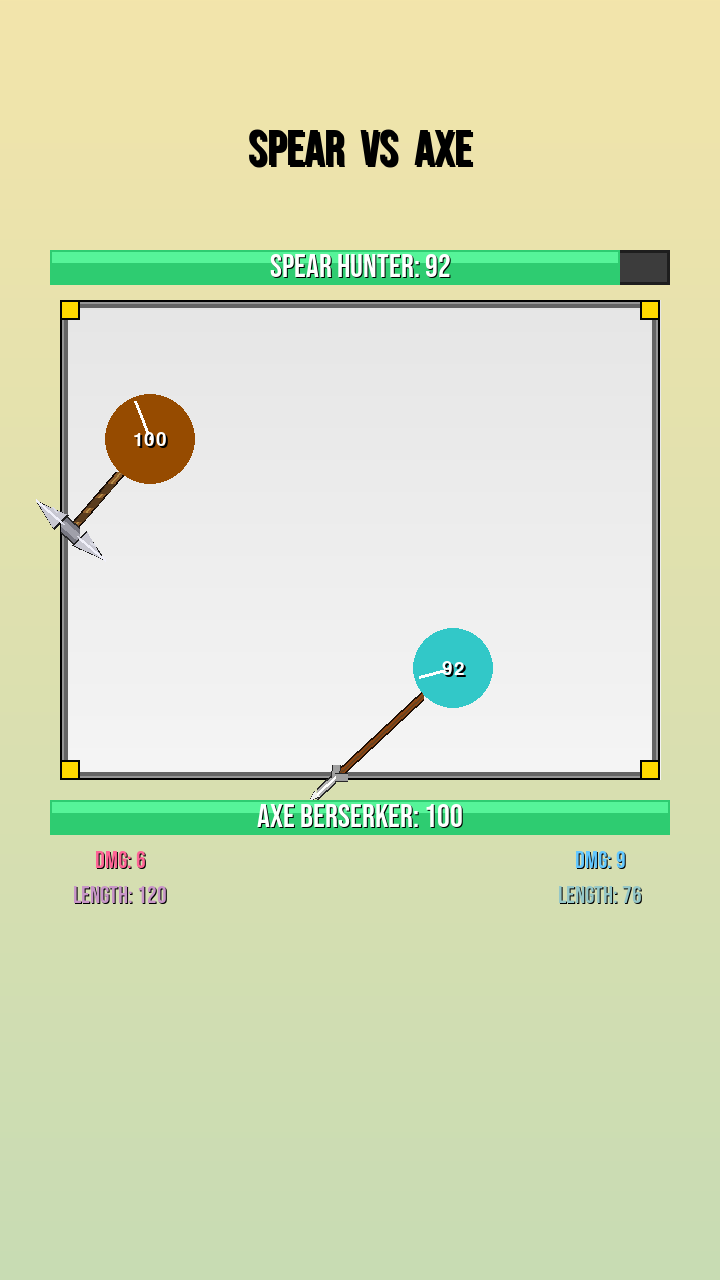 SPEAR VS AXE
SPEAR HUNTER: 92
100
92
AXE BERSERKER: 100
DMG: 6
DMG: 9
LENGTH: 120
LENGTH: 76